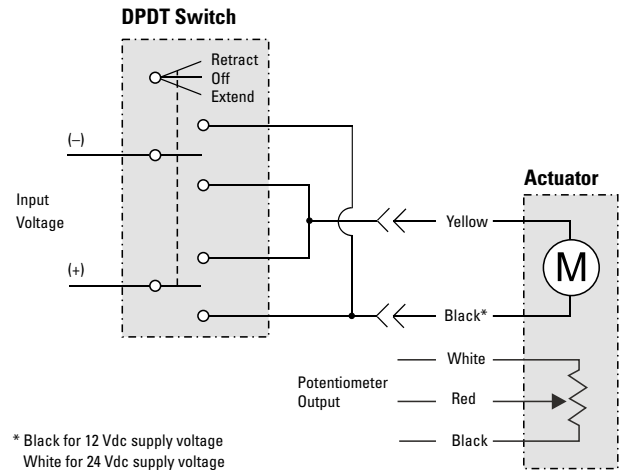 DPDT Switch
Retract
Off
Extend
(–)
Input
Voltage
(+)
Actuator
Yellow
M
Black*
White
Potentiometer
Output
Red
Black
* Black for 12 Vdc supply voltage
White for 24 Vdc supply voltage